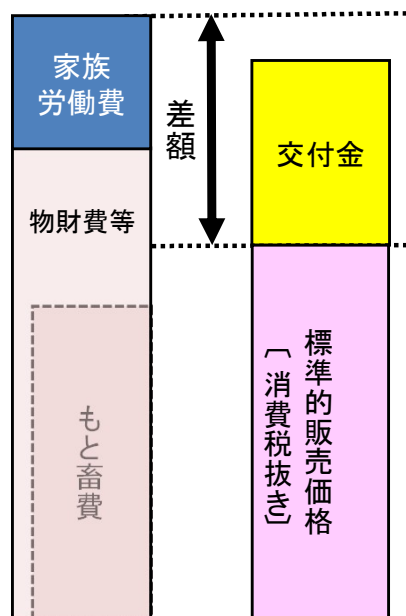 家族
労働費
差額
交付金
物財費等
もと畜費
標準的販売価格
〔消費税抜き〕